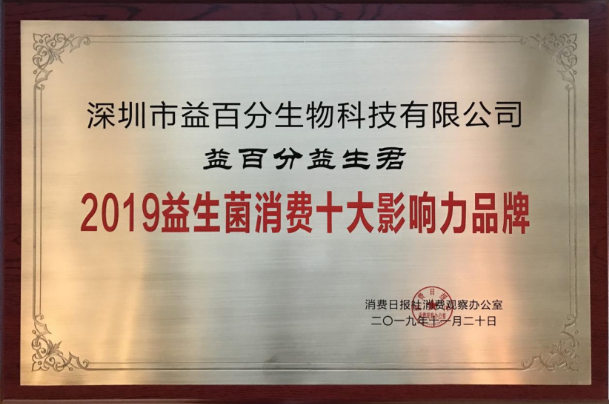 深圳市益百分生物科技有限公司
益百分益生君
2019益生菌消费十大影响力品牌
消费日报社消费观察办公室
二〇一九年十一月二十日